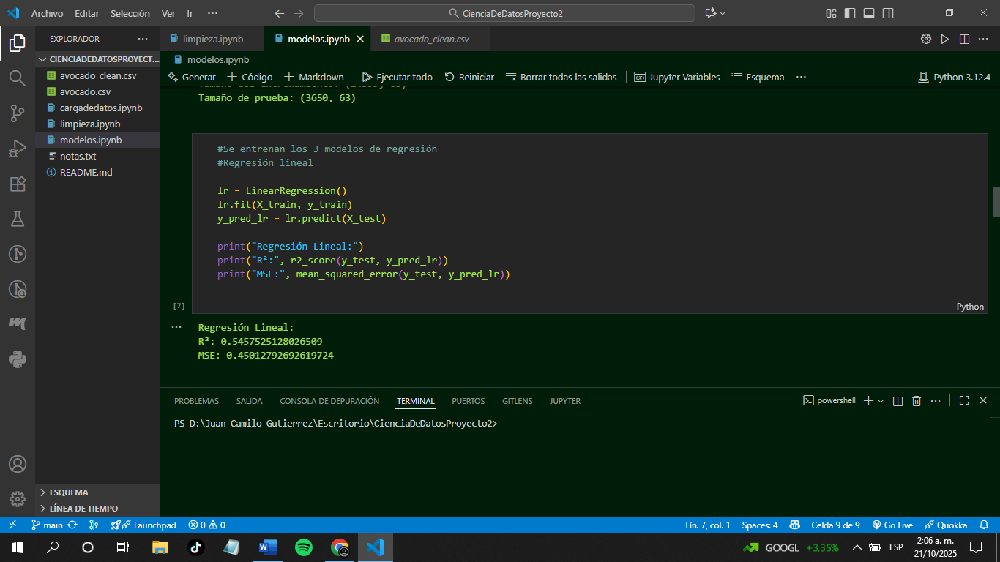 Archivo Editar Selección Ver Ir ··· CienciaDeDatosProyecto2
EXPLORADOR ···
limpieza.ipynb modelos.ipynb avocado_clean.csv
CIENCIADEDATOSPROYECT...
avocado_clean.csv
avocado.csv
cargadedatos.ipynb
limpieza.ipynb
modelos.ipynb
notas.txt
README.md
ESQUEMA
LÍNEA DE TIEMPO
modelos.ipynb
Generar + Código + Markdown Ejecutar todo Reiniciar Borrar todas las salidas Jupyter Variables Esquema ··· Python 3.12.4
Tamaño de prueba: (3650, 63)
#Se entrenan los 3 modelos de regresión
#Regresión lineal
lr = LinearRegression()
lr.fit(X_train, y_train)
y_pred_lr = lr.predict(X_test)
print("Regresión Lineal:")
print("R²:", r2_score(y_test, y_pred_lr))
print("MSE:", mean_squared_error(y_test, y_pred_lr))
[7]
Python
··· Regresión Lineal:
R²: 0.5457525128026509
MSE: 0.45012792692619724
PROBLEMAS SALIDA CONSOLA DE DEPURACIÓN TERMINAL PUERTOS GITLENS JUPYTER powershell
PS D:\Juan Camilo Gutierrez\Escritorio\CienciaDeDatosProyecto2>
main Launchpad 0 0 Lín. 7, col. 1 Spaces: 4 Celda 9 de 9 Go Live Quokka
GOOGL +3,35% ESP 2:06 a. m.
21/10/2025